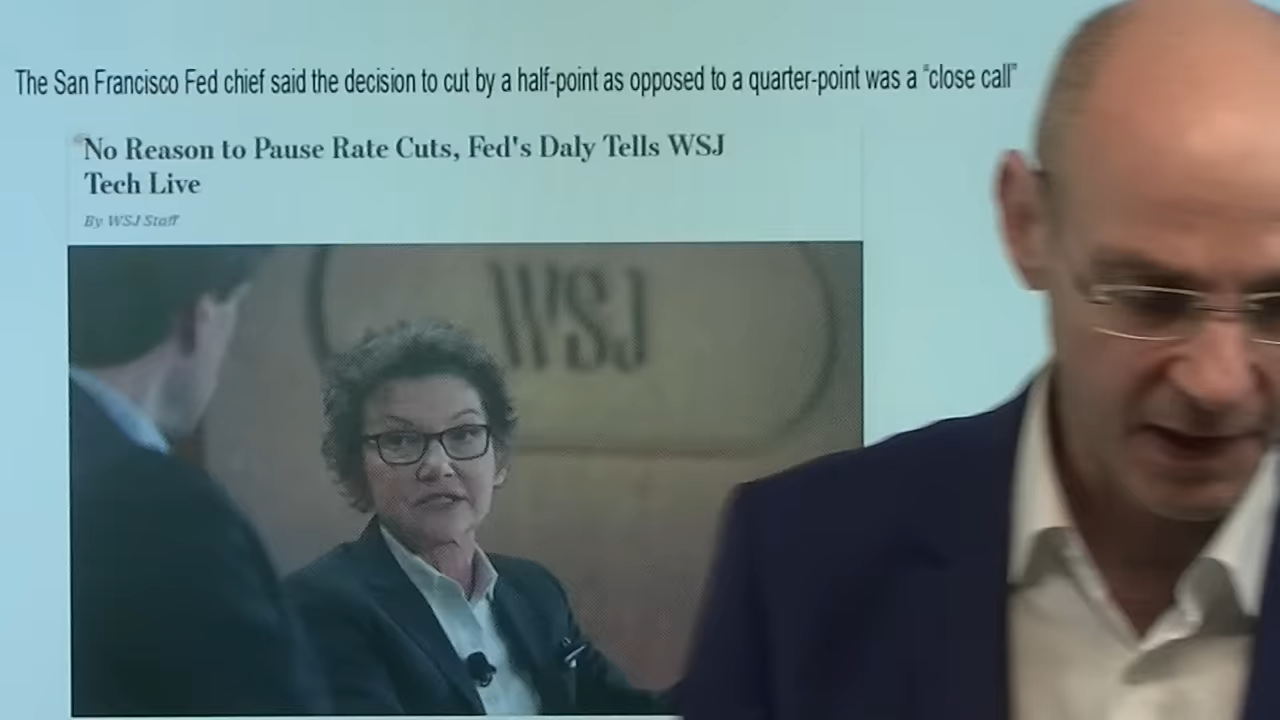 The San Francisco Fed chief said the decision to cut by a half-point as opposed to a quarter-point was a “close call”
No Reason to Pause Rate Cuts, Fed's Daly Tells WSJ
Tech Live
By WSJ Staff
WSJ